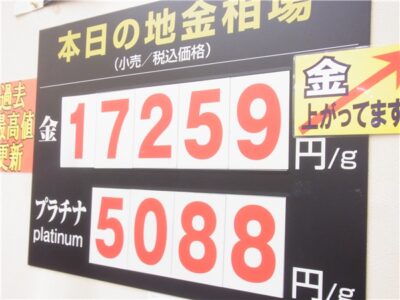 本日の地金相場
(小売/税込価格)
過去
最高値
更新
金
上がってます
金 17259 円/g
プラチナ
platinum
5088 円/g